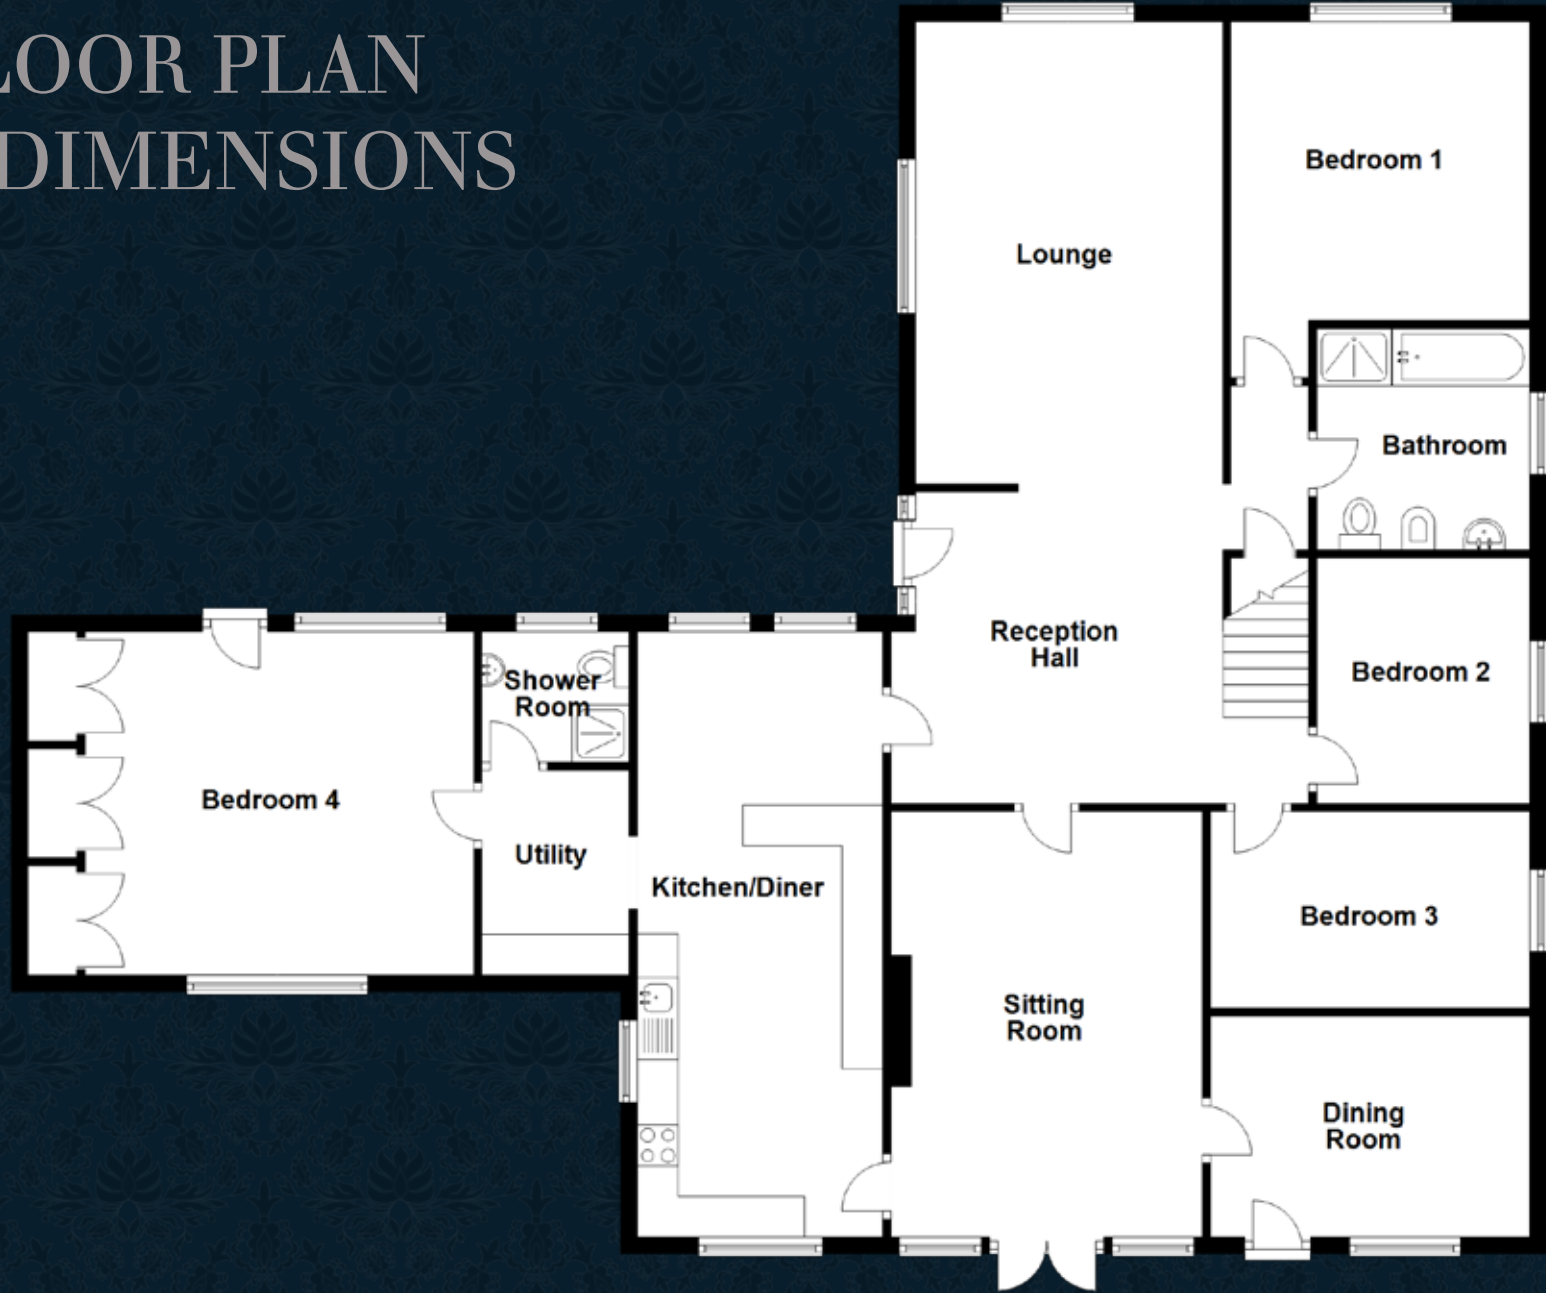 LOOR PLAN
DIMENSIONS
Bedroom 1
Lounge
Bathroom
Reception
Hall
Bedroom 2
Shower
Room
Bedroom 4
Utility
Kitchen/Diner
Bedroom 3
Sitting
Room
Dining
Room